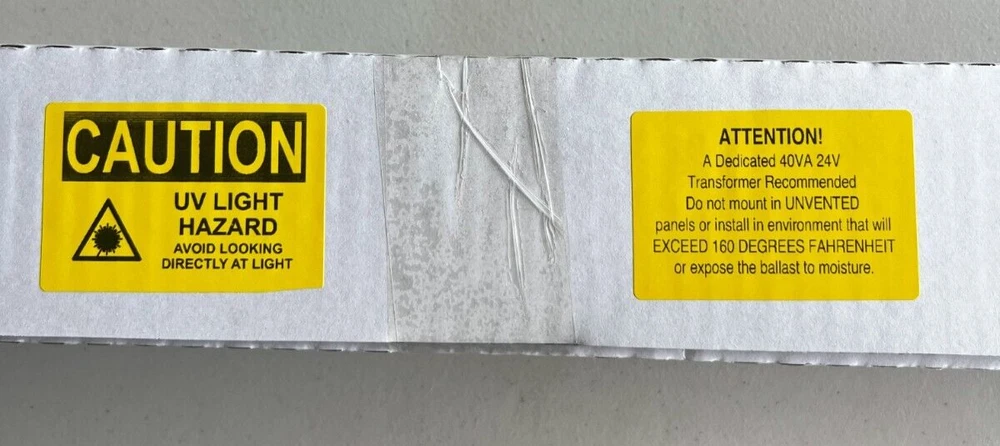 CAUTION
UV LIGHT
HAZARD
AVOID LOOKING
DIRECTLY AT LIGHT
ATTENTION!
A Dedicated 40VA 24V
Transformer Recommended
Do not mount in UNVENTED
panels or install in environment that will
EXCEED 160 DEGREES FAHRENHEIT
or expose the ballast to moisture.